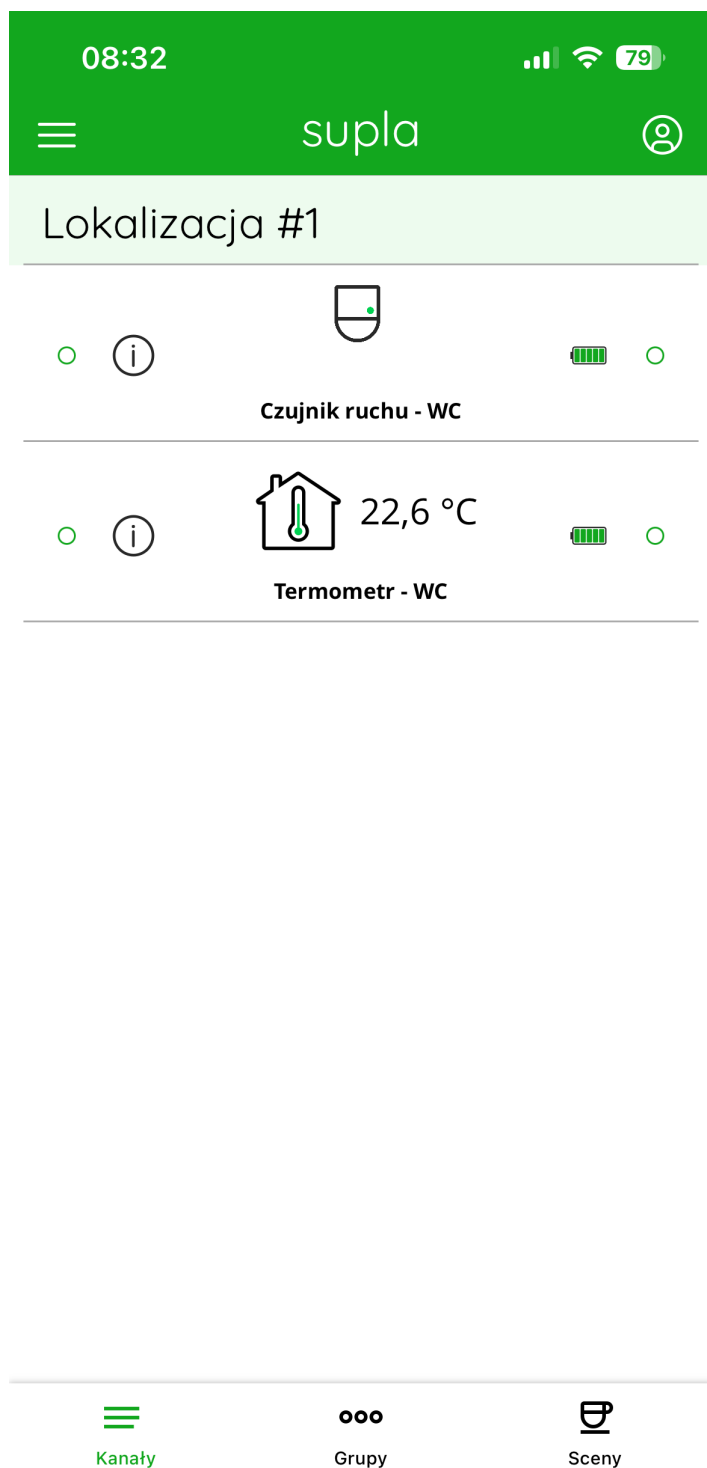 08:32
79
supla
Lokalizacja #1
i
Czujnik ruchu - WC
22,6 °C
i
Termometr - WC
Kanały
Grupy
Sceny